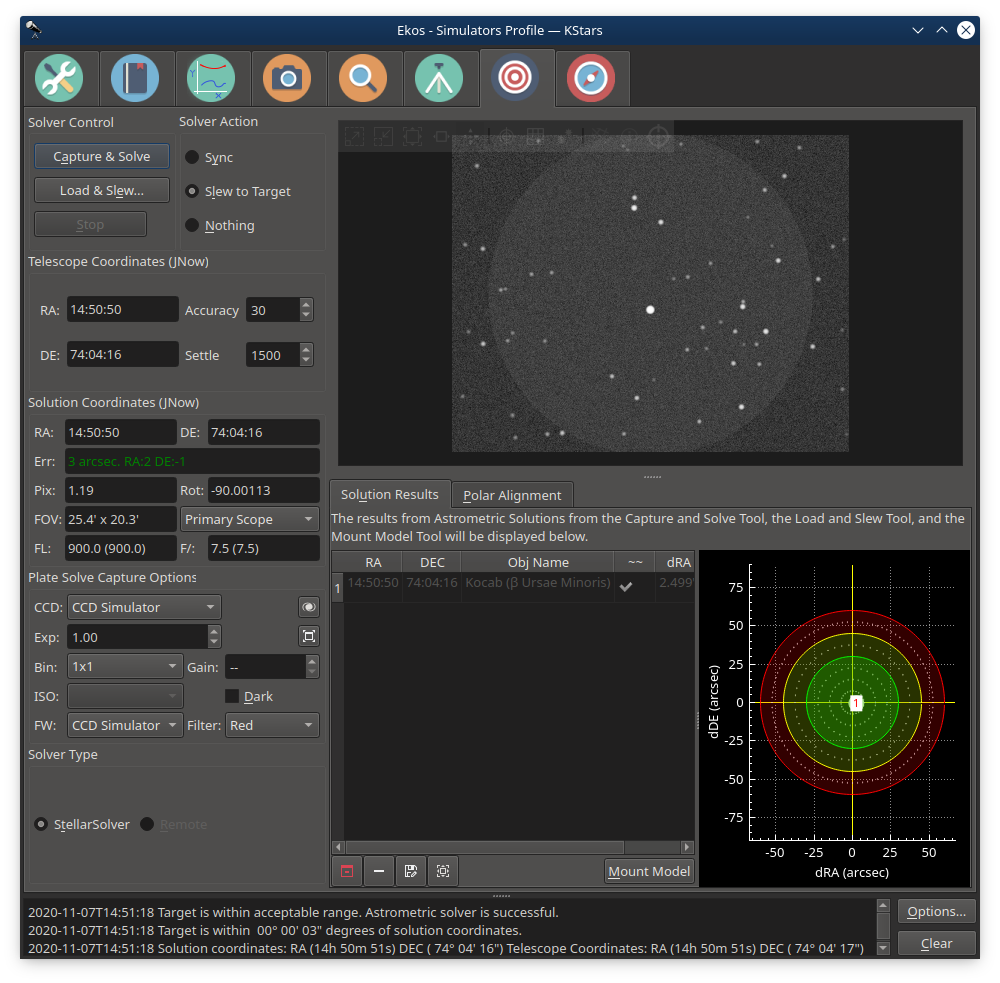 Ekos - Simulators Profile — KStars
Solver Control
Solver Action
Capture & Solve
Sync
Load & Slew...
Slew to Target
Stop
Nothing
Telescope Coordinates (JNow)
RA: 14:50:50 Accuracy 30
DE: 74:04:16 Settle 1500
Solution Coordinates (JNow)
RA: 14:50:50 DE: 74:04:16
Err: 3 arcsec. RA:2 DE:-1
Pix: 1.19 Rot: -90.00113
FOV: 25.4' x 20.3' Primary Scope
FL: 900.0 (900.0) F/: 7.5 (7.5)
Plate Solve Capture Options
CCD: CCD Simulator
Exp: 1.00
Bin: 1x1 Gain: --
ISO: Dark
FW: CCD Simulator Filter: Red
Solver Type
StellarSolver Remote
Solution Results Polar Alignment
The results from Astrometric Solutions from the Capture and Solve Tool, the Load and Slew Tool, and the
Mount Model Tool will be displayed below.
RA DEC Obj Name ~~ dRA
1 14:50:50 74:04:16 Kocab (β Ursae Minoris) 2.499"
Mount Model
75
50
25
0
-25
-50
-75
dDE (arcsec)
1
-50 -25 0 25 50
dRA (arcsec)
2020-11-07T14:51:18 Target is within acceptable range. Astrometric solver is successful.
2020-11-07T14:51:18 Target is within 00° 00' 03" degrees of solution coordinates.
2020-11-07T14:51:18 Solution coordinates: RA (14h 50m 51s) DEC ( 74° 04' 16") Telescope Coordinates: RA (14h 50m 51s) DEC ( 74° 04' 17")
Options...
Clear